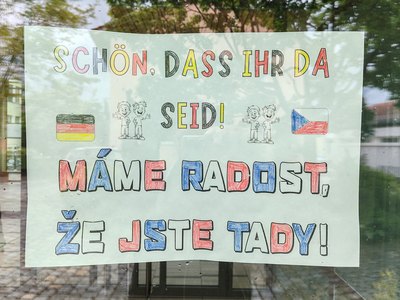 SCHÖN, DASS IHR DA
SEID!
MÁME RADOST,
ŽE JSTE TADY!